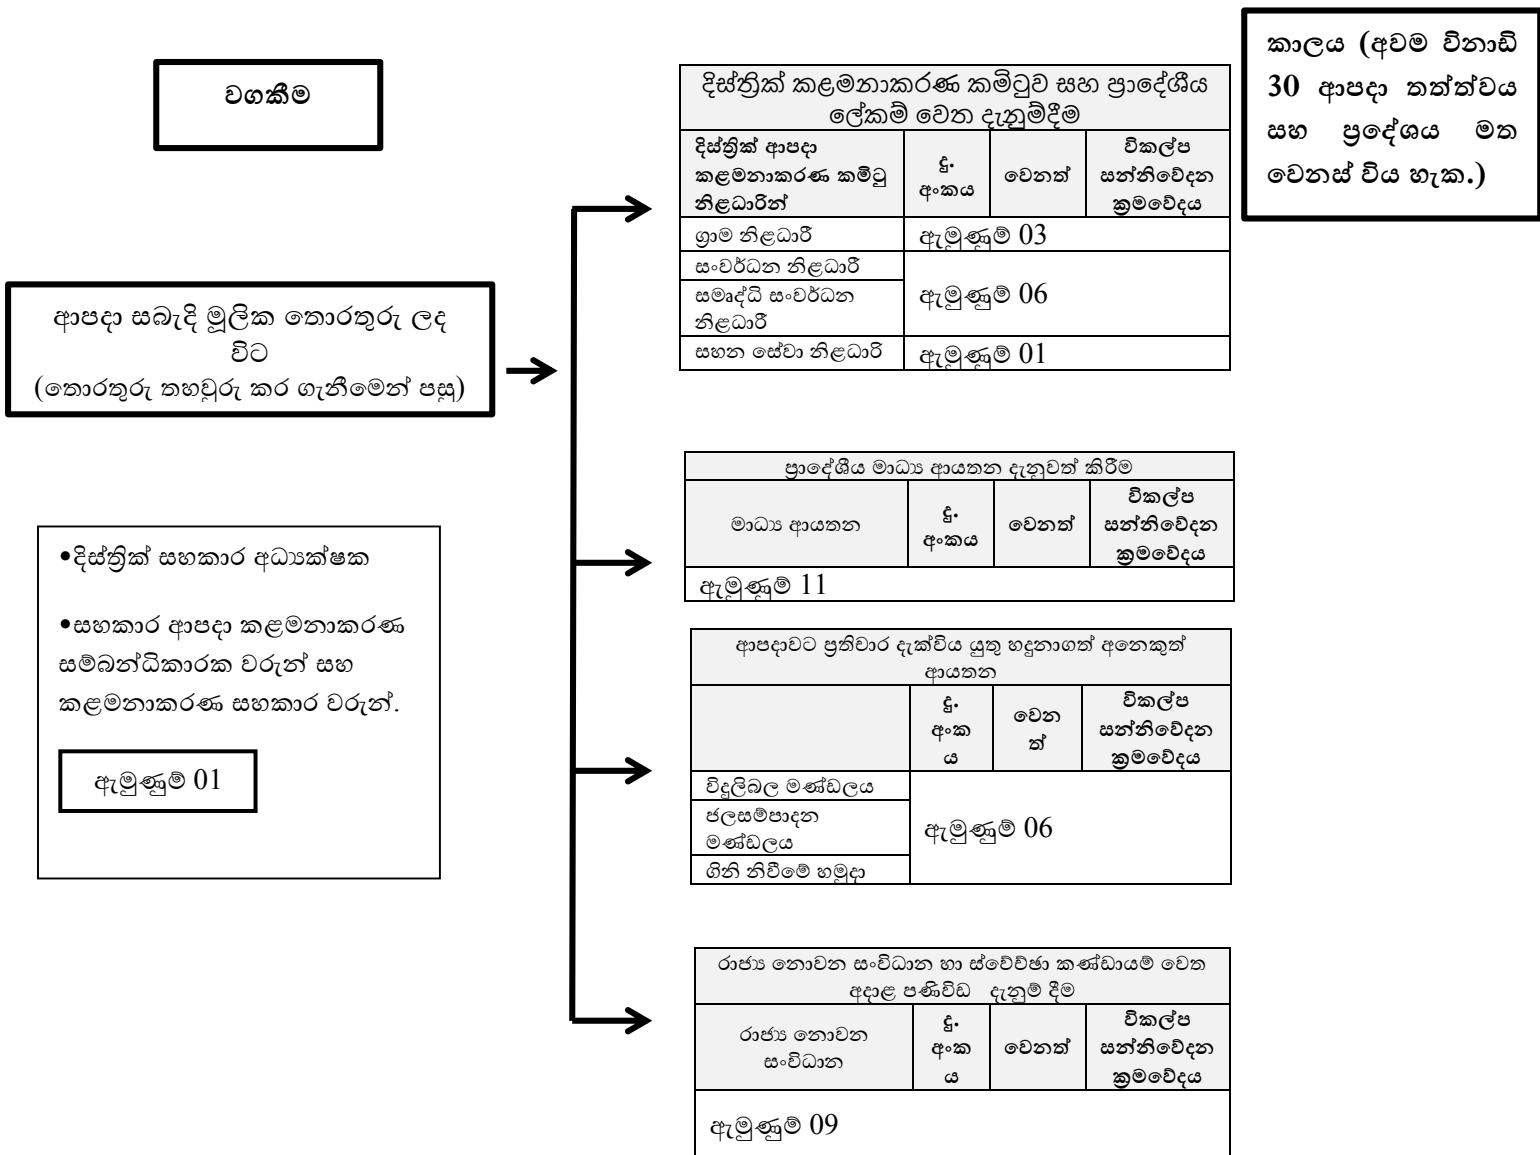 වගකීම
කාලය (අවම විනාඩි
30 ආපදා තත්ත්වය
සහ ප්‍රදේශය මත
වෙනස් විය හැක.)
ආපදා සබැදි මූලික තොරතුරු ලද
විට
(තොරතුරු තහවුරු කර ගැනීමෙන් පසු)
•දිස්ත්‍රික් සහකාර අධ්‍යක්ෂක
•සහකාර ආපදා කළමනාකරණ
සම්බන්ධිකාරක වරුන් සහ
කළමනාකරණ සහකාර වරුන්.
ඇමුණුම් 01
දිස්ත්‍රික් කළමනාකරණ කමිටුව සහ ප්‍රාදේශීය
ලේකම් වෙත දැනුම්දීම
දිස්ත්‍රික් ආපදා
කළමනාකරණ කමිටු
නිළධාරින්
දු.
අංකය
වෙනත්
විකල්ප
සන්නිවේදන
ක්‍රමවේදය
ග්‍රාම නිළධාරී
ඇමුණුම් 03
සංවර්ධන නිළධාරී
සමෘද්ධි සංවර්ධන
නිළධාරී
ඇමුණුම් 06
සහන සේවා නිළධාරි
ඇමුණුම් 01
ප්‍රාදේශීය මාධ්‍ය ආයතන දැනුවත් කිරීම
මාධ්‍ය ආයතන
දු.
අංකය
වෙනත්
විකල්ප
සන්නිවේදන
ක්‍රමවේදය
ඇමුණුම් 11
ආපදාවට ප්‍රතිචාර දැක්විය යුතු හඳුනාගත් අනෙකුත්
ආයතන
දු.
අංක
ය
වෙන
ත්
විකල්ප
සන්නිවේදන
ක්‍රමවේදය
විදුලිබල මණ්ඩලය
ජලසම්පාදන
මණ්ඩලය
ගිනි නිවීමේ හමුදා
ඇමුණුම් 06
රාජ්‍ය නොවන සංවිධාන හා ස්වේච්ඡා කණ්ඩායම් වෙත
අදාළ පණිවිඩ දැනුම් දීම
රාජ්‍ය නොවන
සංවිධාන
දු.
අංක
ය
වෙනත්
විකල්ප
සන්නිවේදන
ක්‍රමවේදය
ඇමුණුම් 09